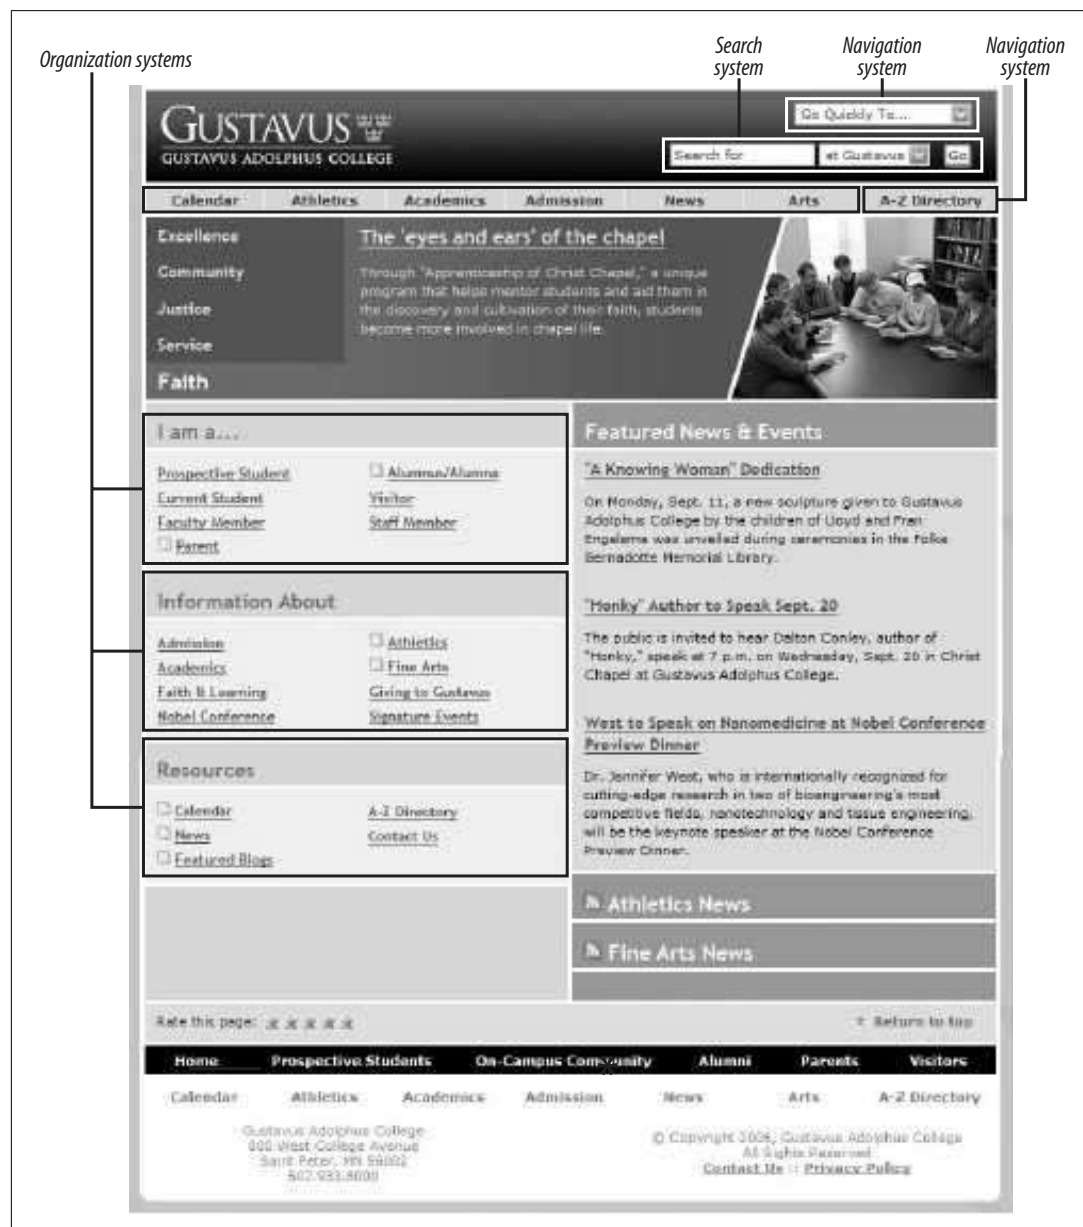 Organization systems
Search system
Navigation system
Navigation system
GUSTAVUS
GUSTAVUS ADOLPHUS COLLEGE
Go Quickly To...
Search for
at Gustavus
Go
Calendar Athletics Academics Admission News Arts A-Z Directory
Excellence
Community
Justice
Service
Faith
The 'eyes and ears' of the chapel
Through "Apprenticeship of Christ Chapel," a unique
program that helps mentor students and aid them in
the discovery and cultivation of their faith, students
become more involved in chapel life.
I am a...
Prospective Student
Current Student
Faculty Member
Parent
Alumnus/Alumna
Visitor
Staff Member
Information About
Admission
Academics
Faith & Learning
Nobel Conference
Athletics
Fine Arts
Giving to Gustavus
Signature Events
Resources
Calendar
News
Featured Blogs
A-Z Directory
Contact Us
Featured News & Events
"A Knowing Woman" Dedication
On Monday, Sept. 11, a new sculpture given to Gustavus
Adolphus College by the children of Lloyd and Fran
Engelsma was unveiled during ceremonies in the Folke
Bernadotte Memorial Library.
"Honky" Author to Speak Sept. 20
The public is invited to hear Dalton Conley, author of
"Honky," speak at 7 p.m. on Wednesday, Sept. 20 in Christ
Chapel at Gustavus Adolphus College.
West to Speak on Nanomedicine at Nobel Conference
Preview Dinner
Dr. Jennifer West, who is internationally recognized for
cutting-edge research in two of bioengineering's most
competitive fields, nanotechnology and tissue engineering,
will be the keynote speaker at the Nobel Conference
Preview Dinner.
Athletics News
Fine Arts News
Rate this page:
Return to top
Home Prospective Students On-Campus Community Alumni Parents Visitors
Calendar Athletics Academics Admission News Arts A-Z Directory
Gustavus Adolphus College
800 West College Avenue
Saint Peter, MN 56082
507.933.8000
© Copyright 2006, Gustavus Adolphus College
All Rights Reserved
Contact Us :: Privacy Policy